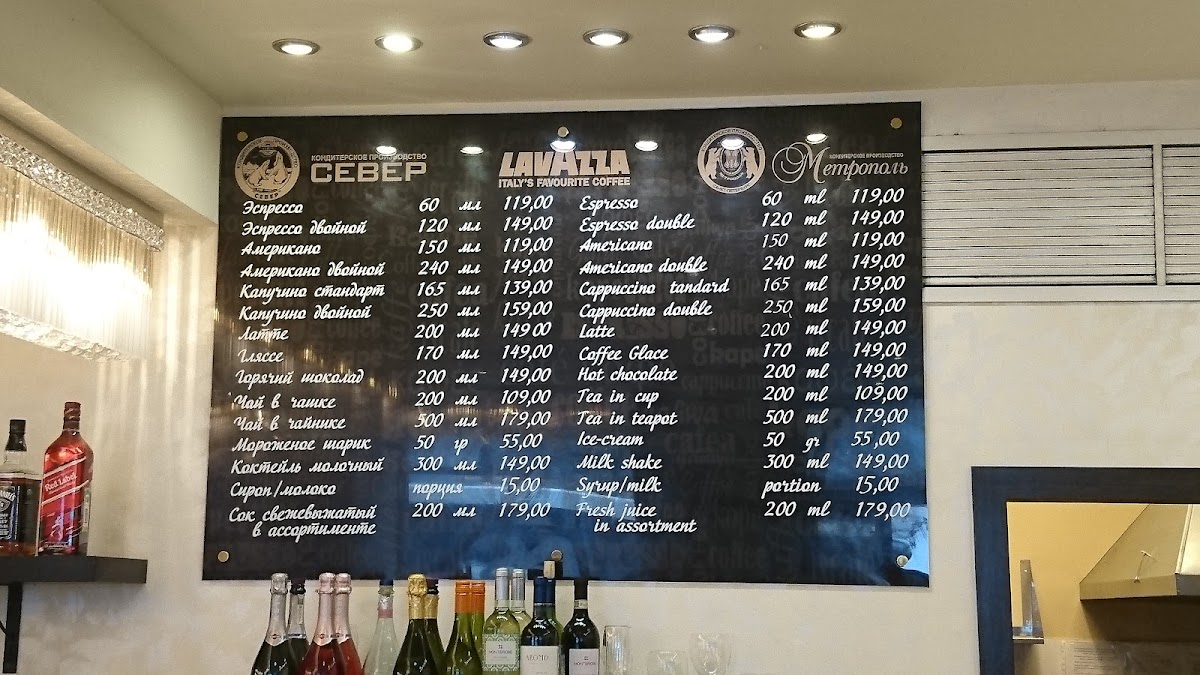 КОНДИТЕРСКОЕ ПРОИЗВОДСТВО
СЕВЕР
СЕВЕР
LAVAZZA
ITALY'S FAVOURITE COFFEE
КОНДИТЕРСКОЕ ПРОИЗВОДСТВО
Метрополь
Эспрессо 60 мл 119,00
Эспрессо двойной 120 мл 149,00
Американо 150 мл 119,00
Американо двойной 240 мл 149,00
Капучино стандарт 165 мл 139,00
Капучино двойной 250 мл 159,00
Латте 200 мл 149 00
Гляссе 170 мл 149,00
Горячий шоколад 200 мл 149,00
Чай в чашке 200 мл 109,00
Чай в чайнике 500 мл 179,00
Мороженое шарик 50 гр 55,00
Коктейль молочный 300 мл 149,00
Сироп/молоко порция 15,00
Сок свежевыжатый 200 мл 179,00
в ассортименте
Espresso 60 ml 119,00
Espresso double 120 ml 149,00
Americano 150 ml 119,00
Americano double 240 ml 149,00
Cappuccino tandard 165 ml 139,00
Cappuccino double 250 ml 159,00
Latte 200 ml 149,00
Coffee Glace 170 ml 149,00
Hot chocolate 200 ml 149,00
Tea in cup 200 ml 109,00
Tea in teapot 500 ml 179,00
Ice-cream 50 gr 55,00
Milk shake 300 ml 149,00
Syrup/milk portion 15,00
Fresh juice 200 ml 179,00
in assortment
Red Label